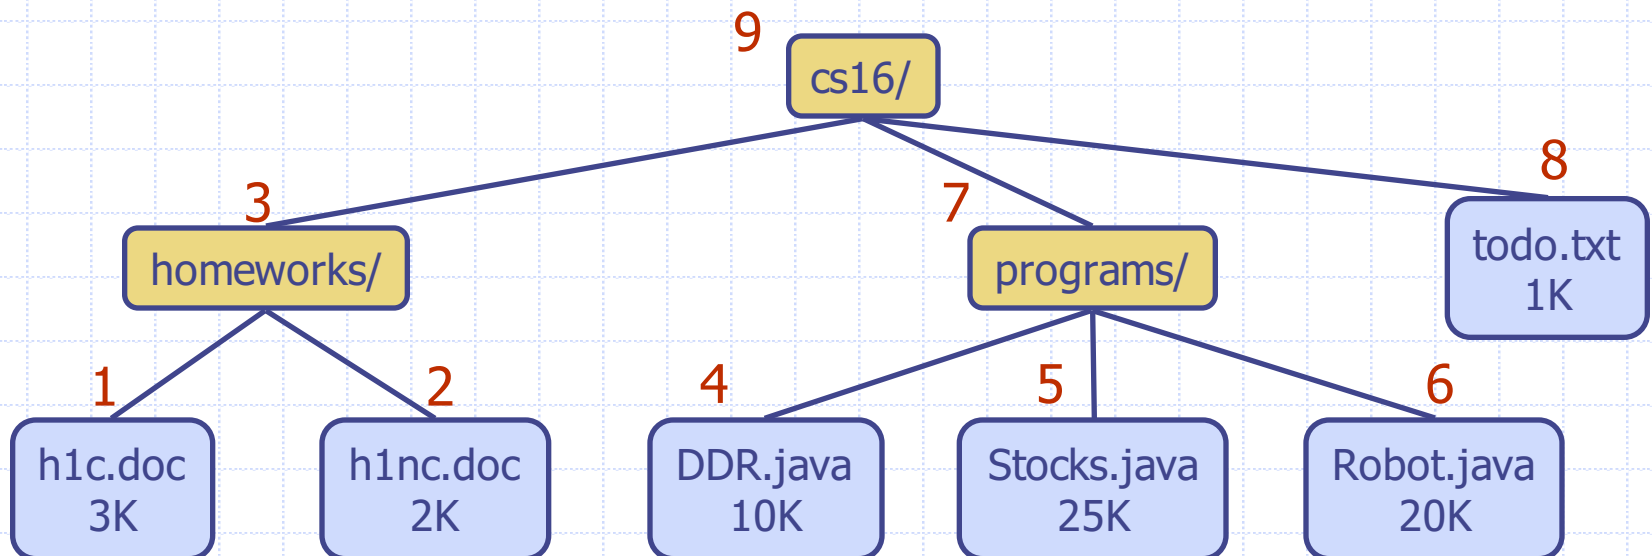 9
cs16/
8
3
7
todo.txt
1K
homeworks/
programs/
1
2
4
5
6
h1c.doc
3K
h1nc.doc
2K
DDR.java
10K
Stocks.java
25K
Robot.java
20K